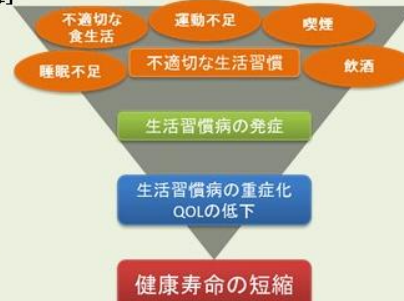 不適切な
食生活
運動不足
喫煙
睡眠不足
不適切な生活習慣
飲酒
生活習慣病の発症
生活習慣病の重症化
QOLの低下
健康寿命の短縮